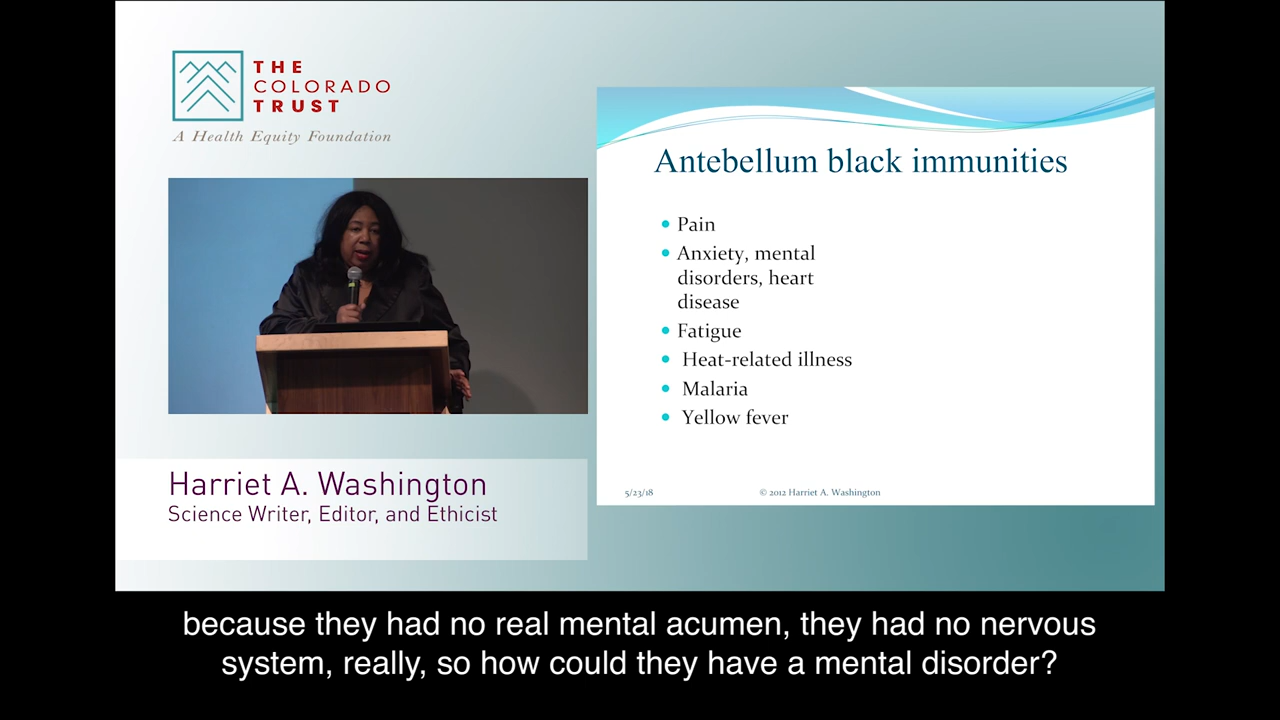 THE
COLORADO
TRUST
A Health Equity Foundation
Antebellum black immunities
Pain
Anxiety, mental
disorders, heart
disease
Fatigue
Heat-related illness
Malaria
Yellow fever
5/23/18
© 2012 Harriet A. Washington
Harriet A. Washington
Science Writer, Editor, and Ethicist
because they had no real mental acumen, they had no nervous
system, really, so how could they have a mental disorder?